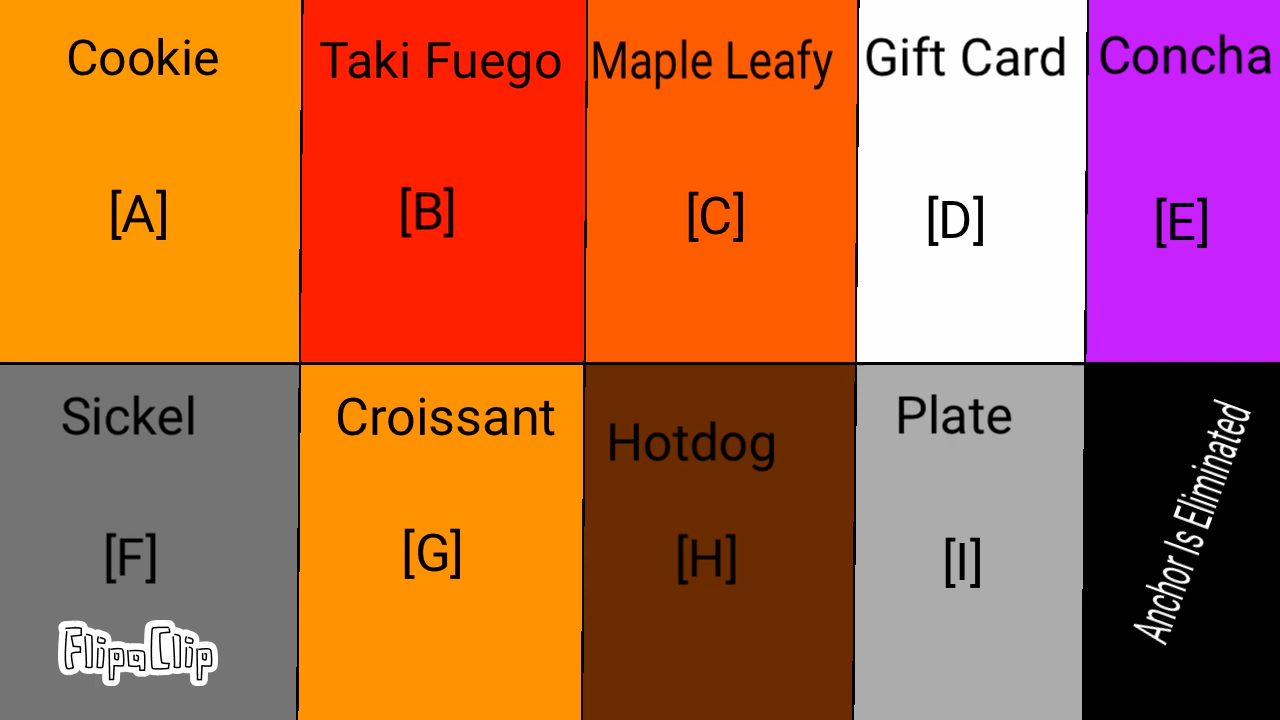 Cookie
Taki Fuego
Maple Leafy
Gift Card
Concha
[A]
[B]
[C]
[D]
[E]
Sickel
Croissant
Hotdog
Plate
Anchor Is Eliminated
[F]
[G]
[H]
[I]
FlipaClip